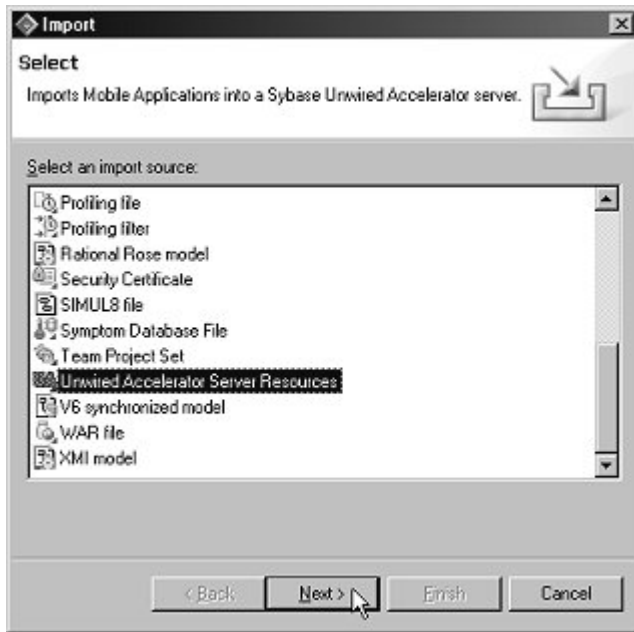 Import
Select
Imports Mobile Applications into a Sybase Unwired Accelerator server.
Select an import source:
Profiling file
Profiling filter
Rational Rose model
Security Certificate
SIMUL8 file
Symptom Database File
Team Project Set
Unwired Accelerator Server Resources
V6 synchronized model
WAR file
XMI model
< Back
Next >
Finish
Cancel